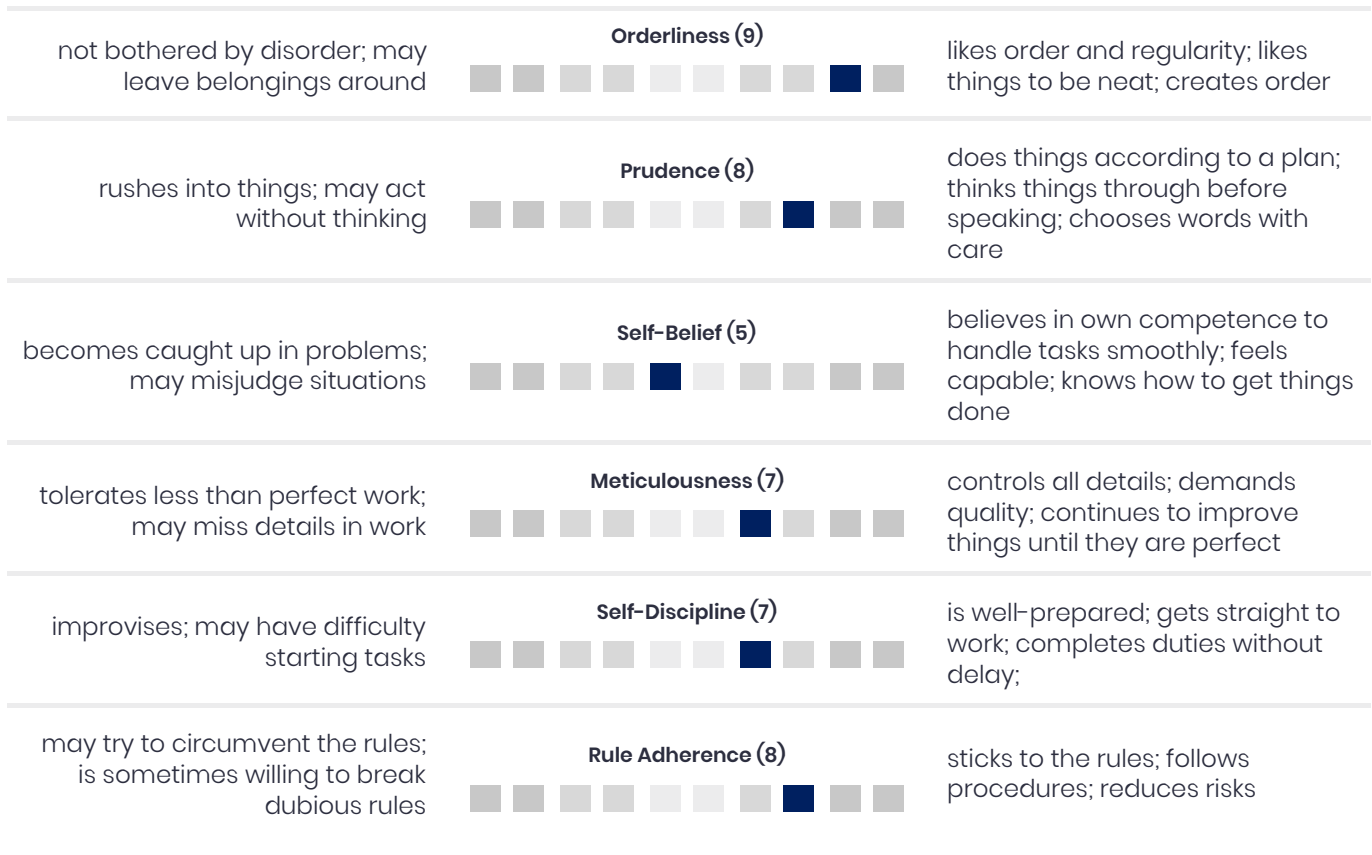 not bothered by disorder; may
leave belongings around
Orderliness (9)
likes order and regularity; likes
things to be neat; creates order
rushes into things; may act
without thinking
Prudence (8)
does things according to a plan;
thinks things through before
speaking; chooses words with
care
becomes caught up in problems;
may misjudge situations
Self-Belief (5)
believes in own competence to
handle tasks smoothly; feels
capable; knows how to get things
done
tolerates less than perfect work;
may miss details in work
Meticulousness (7)
controls all details; demands
quality; continues to improve
things until they are perfect
improvises; may have difficulty
starting tasks
Self-Discipline (7)
is well-prepared; gets straight to
work; completes duties without
delay;
may try to circumvent the rules;
is sometimes willing to break
dubious rules
Rule Adherence (8)
sticks to the rules; follows
procedures; reduces risks